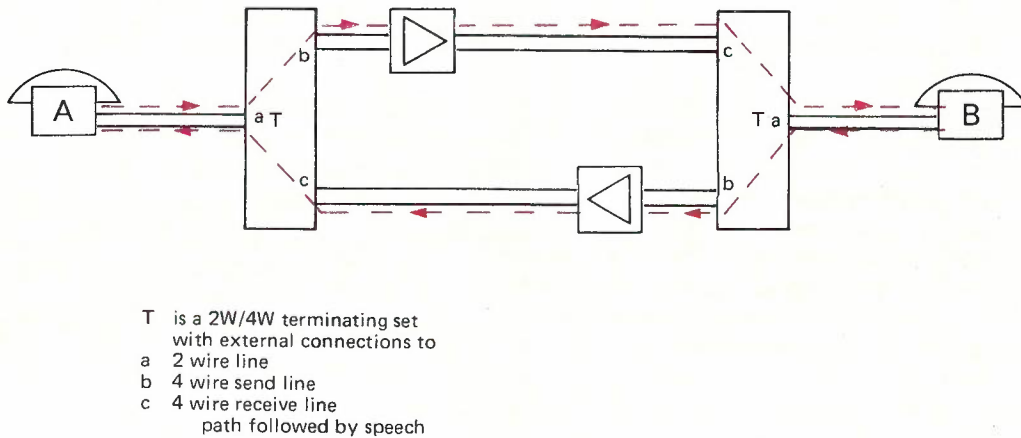 b
c
A
a T
T a
B
c
b
T is a 2W/4W terminating set
with external connections to
a 2 wire line
b 4 wire send line
c 4 wire receive line
path followed by speech